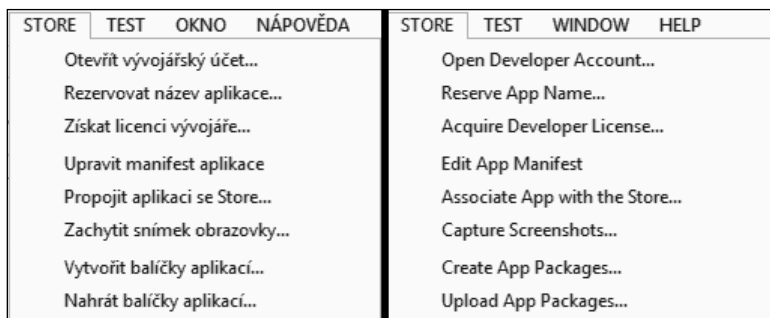 STORE TEST OKNO NÁPOVĚDA
Otevřít vývojářský účet...
Rezervovat název aplikace...
Získat licenci vývojáře...
Upravit manifest aplikace
Propojit aplikaci se Store...
Zachytit snímek obrazovky...
Vytvořit balíčky aplikací...
Nahrát balíčky aplikací...
STORE TEST WINDOW HELP
Open Developer Account...
Reserve App Name...
Acquire Developer License...
Edit App Manifest
Associate App with the Store...
Capture Screenshots...
Create App Packages...
Upload App Packages...